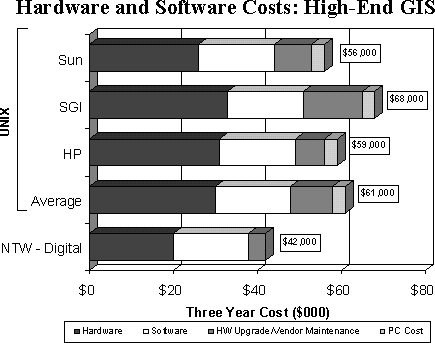 Hardware and Software Costs: High-End GIS
UNIX
Sun
$56,000
SGI
$68,000
HP
$59,000
Average
$61,000
NTW - Digital
$42,000
$0 $20 $40 $60 $80
Three Year Cost ($000)
Hardware Software HW Upgrade/Vendor Maintenance PC Cost